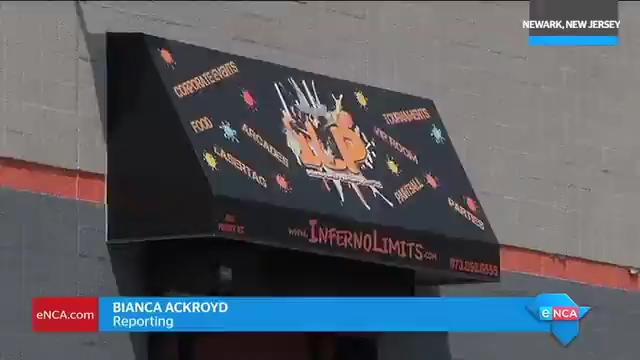 NEWARK, NEW JERSEY
CORPORATE EVENTS
TOURNAMENTS
FOOD
ARCADES
VR ROOM
LASERTAG
PAINTBALL
PARTIES
www.INFERNOLIMITS.com
BIANCA ACKROYD
eNCA.com
Reporting
eNCA